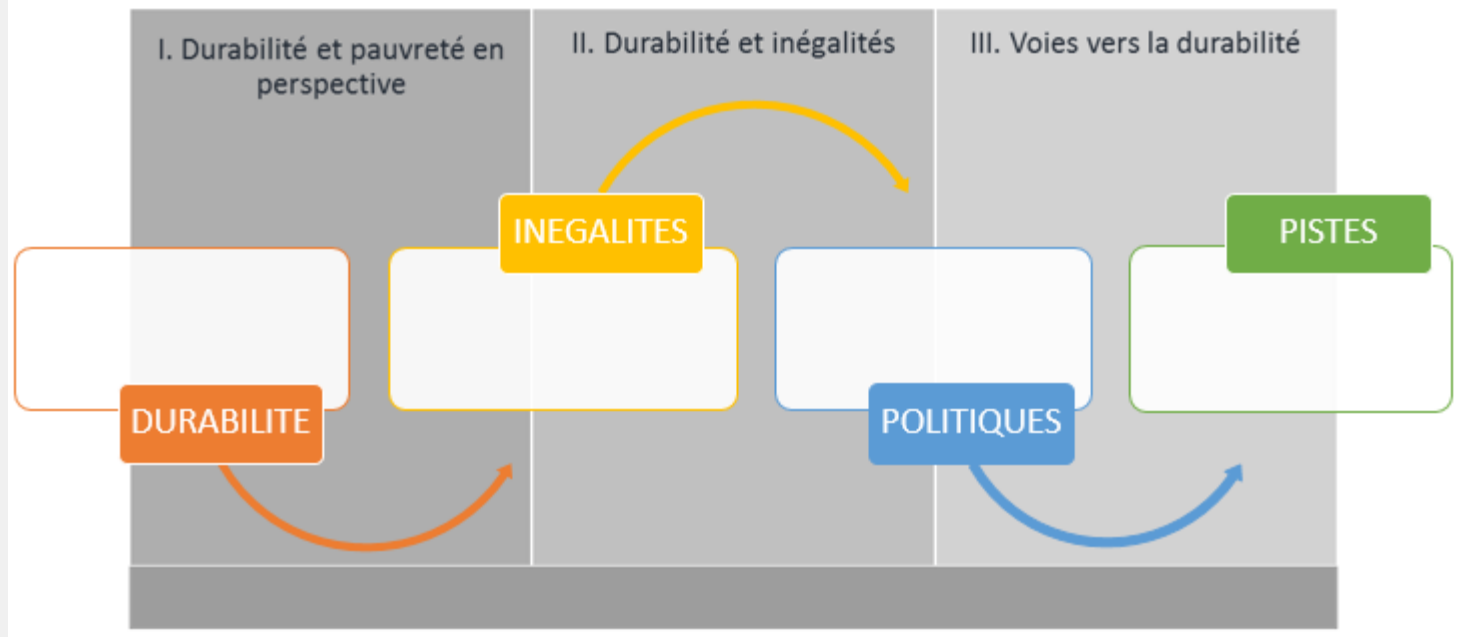 I. Durabilité et pauvreté en
perspective
II. Durabilité et inégalités
III. Voies vers la durabilité
INEGALITES
PISTES
DURABILITE
POLITIQUES